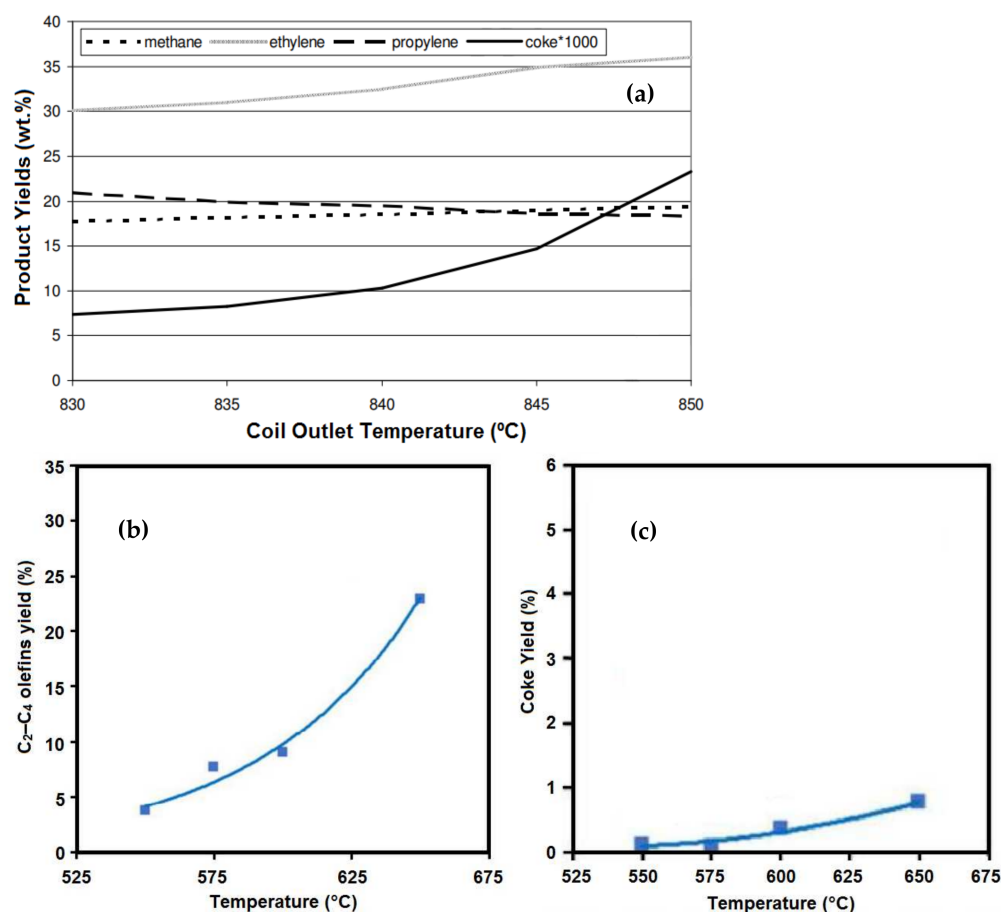 40
methane ethylene propylene coke*1000
35
(a)
30
25
20
15
10
5
0
830 835 840 845 850
Product Yields (wt.%)
Coil Outlet Temperature (ºC)
35
(b)
30
25
20
15
10
5
0
525 575 625 675
C₂–C₄ olefins yield (%)
Temperature (°C)
6
(c)
5
4
3
2
1
0
525 550 575 600 625 650 675
Coke Yield (%)
Temperature (°C)